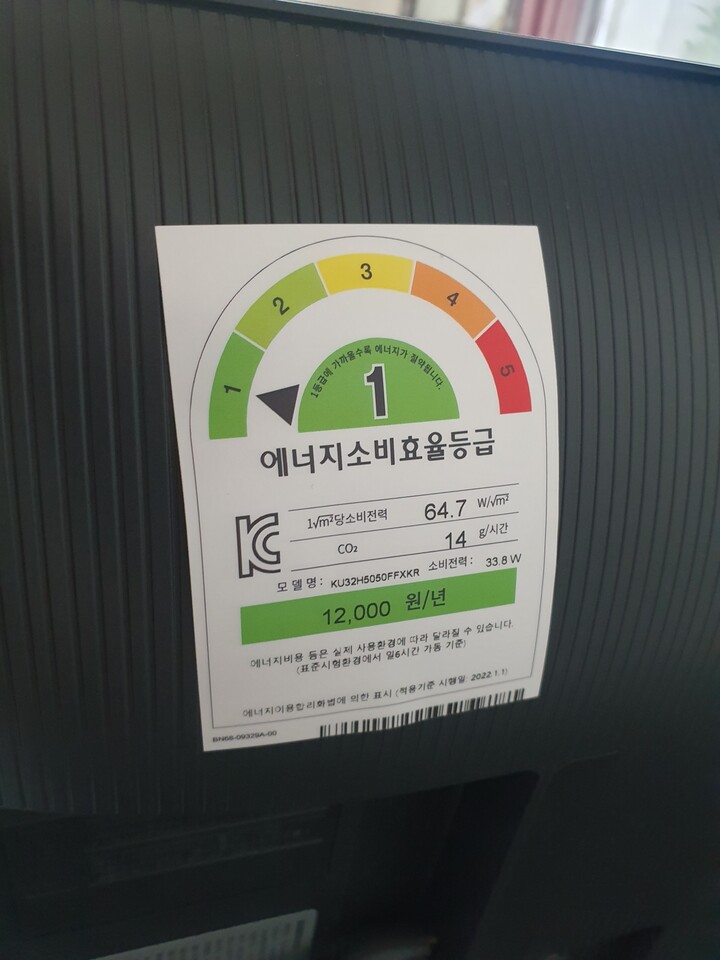 1 2 3 4 5
1등급에 가까울수록 에너지가 절약됩니다.
1
에너지소비효율등급
1√m²당소비전력 64.7 W/√m²
CO₂ 14 g/시간
모델명: KU32H5050FFXKR 소비전력: 33.8 W
12,000 원/년
에너지비용 등은 실제 사용환경에 따라 달라질 수 있습니다.
(표준시험환경에서 일6시간 가동 기준)
에너지이용합리화법에 의한 표시 (적용기준 시행일: 2022.1.1)
BN68-09329A-00